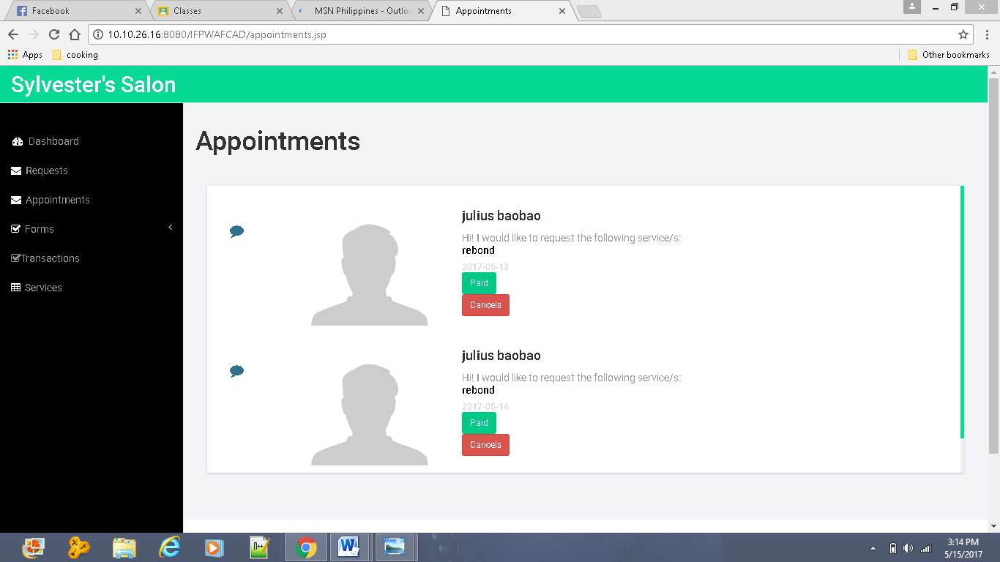 Facebook
Classes
MSN Philippines - Outlo
Appointments
10.10.26.16:8080/IFPWAFCAD/appointments.jsp
Apps
cooking
Other bookmarks
Sylvester's Salon
Dashboard
Requests
Appointments
Forms
Transactions
Services
Appointments
julius baobao
Hi! I would like to request the following service/s:
rebond
2017-05-12
Paid
Cancels
julius baobao
Hi! I would like to request the following service/s:
rebond
2017-05-14
Paid
Cancels
3:14 PM
5/15/2017